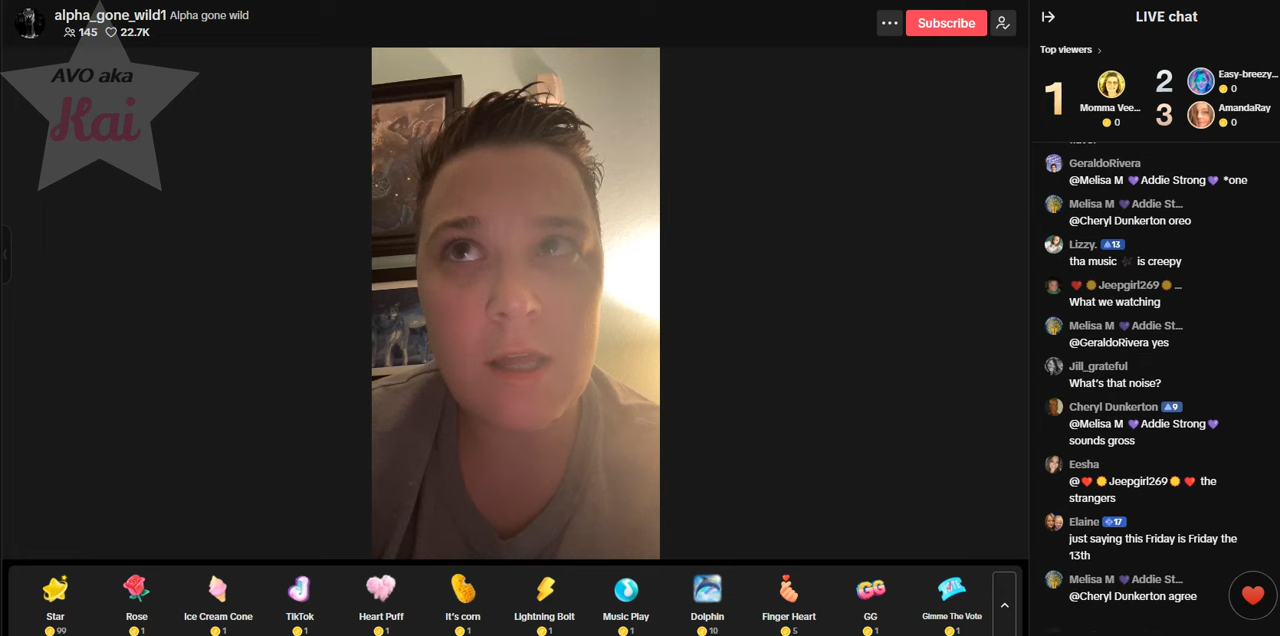 alpha_gone_wild1 Alpha gone wild
145 22.7K
Subscribe
AVO aka
Kai
LIVE chat
Top viewers
1
Momma Vee...
0
2
Easy-breezy...
0
3
AmandaRay
0
GeraldoRivera
@Melisa M 💜Addie Strong💜 *one
Melisa M 💜Addie St...
@Cheryl Dunkerton oreo
Lizzy. 13
tha music 🎶 is creepy
❤️ 🌼Jeepgirl269🌼 ...
What we watching
Melisa M 💜Addie St...
@GeraldoRivera yes
Jill_grateful
What's that noise?
Cheryl Dunkerton 9
@Melisa M 💜Addie Strong💜
sounds gross
Eesha
@❤️ 🌼Jeepgirl269🌼 ❤️ the
strangers
Elaine 17
just saying this Friday is Friday the
13th
Melisa M 💜Addie St...
@Cheryl Dunkerton agree
Star
99
Rose
1
Ice Cream Cone
1
TikTok
1
Heart Puff
1
It's corn
1
Lightning Bolt
1
Music Play
1
Dolphin
10
Finger Heart
5
GG
1
Gimme The Vote
1